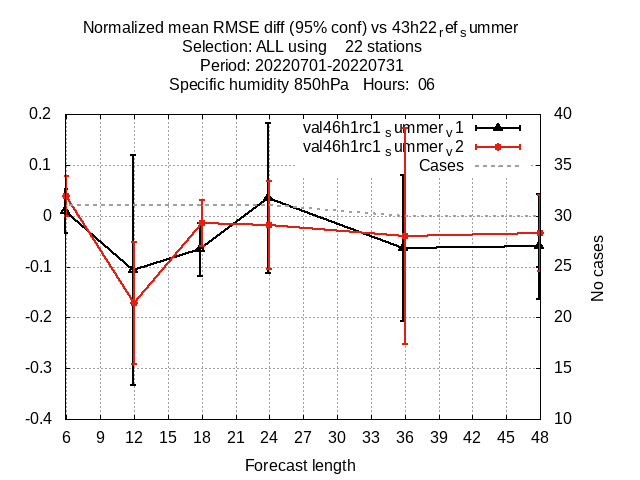 Normalized mean RMSE diff (95% conf) vs 43h22refsummer
Selection: ALL using 22 stations
Period: 20220701-20220731
Specific humidity 850hPa Hours: 06
0.2 40
val46h1rc1summerv1
val46h1rc1summerv2
Cases
0.1 35
0 30
-0.1 25
-0.2 20
-0.3 15
-0.4 10
No cases
6 9 12 15 18 21 24 27 30 33 36 39 42 45 48
Forecast length